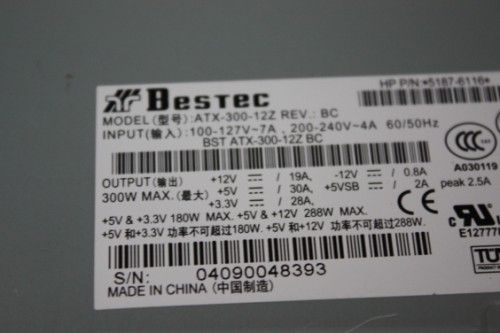 Bestec
HP P/N:*5187-6116*
MODEL(型号):ATX-300-12Z REV.: BC
INPUT(输入):100-127V~7A , 200-240V~4A 60/50Hz
BST ATX-300-12Z BC
A030119
OUTPUT(输出) +12V / 19A, -12V / 0.8A
300W MAX.(最大) +5V / 30A, +5VSB / 2A peak 2.5A
+3.3V / 28A,
+5V & +3.3V 180W MAX. +5V & +12V 288W MAX.
+5V 和+3.3V 功率不可超过180W. +5V 和+12V 功率不可超过288W.
S/N: 04090048393
MADE IN CHINA (中国制造)